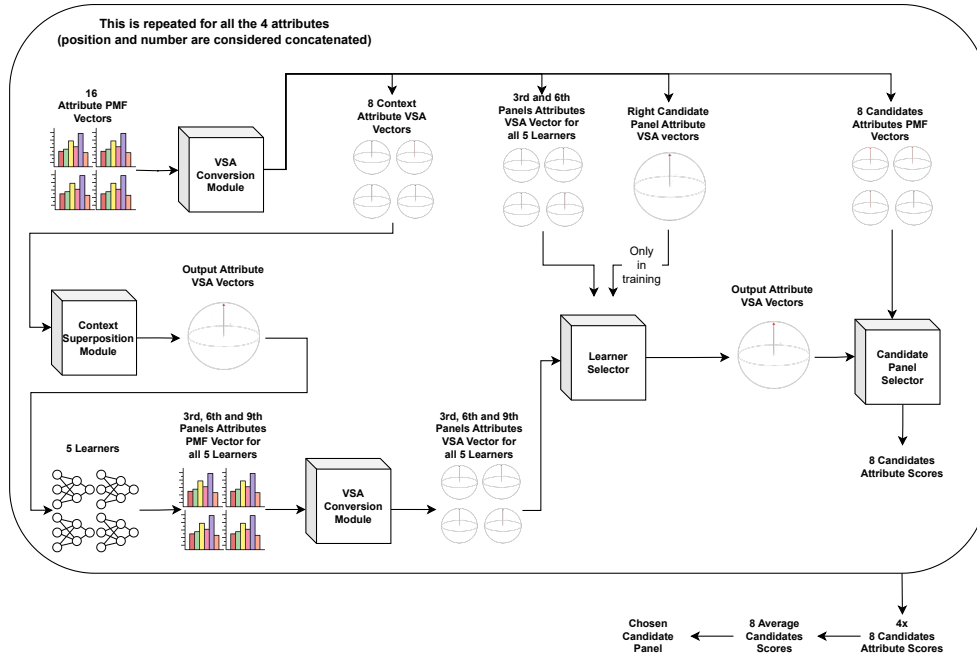 This is repeated for all the 4 attributes
(position and number are considered concatenated)
16
Attribute PMF
Vectors
VSA
Conversion
Module
8 Context
Attribute VSA
Vectors
3rd and 6th
Panels Attributes
VSA Vector for
all 5 Learners
Right Candidate
Panel Attribute
VSA vectors
8 Candidates
Attributes PMF
Vectors
Only
in
training
Context
Superposition
Module
Output Attribute
VSA Vectors
Learner
Selector
Output Attribute
VSA Vectors
Candidate
Panel
Selector
5 Learners
3rd, 6th and 9th
Panels Attributes
PMF Vector for
all 5 Learners
VSA
Conversion
Module
3rd, 6th and 9th
Panels Attributes
VSA Vector for
all 5 Learners
8 Candidates
Attribute Scores
4x
8 Candidates
Attribute Scores
8 Average
Candidates
Scores
Chosen
Candidate
Panel